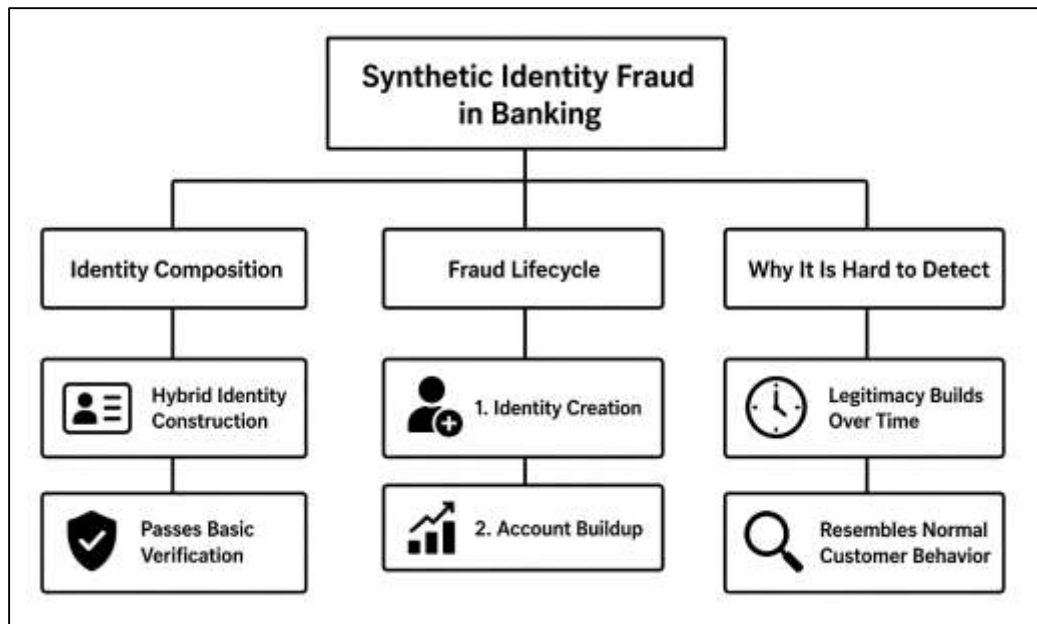 Synthetic Identity Fraud
in Banking
Identity Composition
Fraud Lifecycle
Why It Is Hard to Detect
Hybrid Identity
Construction
1. Identity Creation
Legitimacy Builds
Over Time
Passes Basic
Verification
2. Account Buildup
Resembles Normal
Customer Behavior